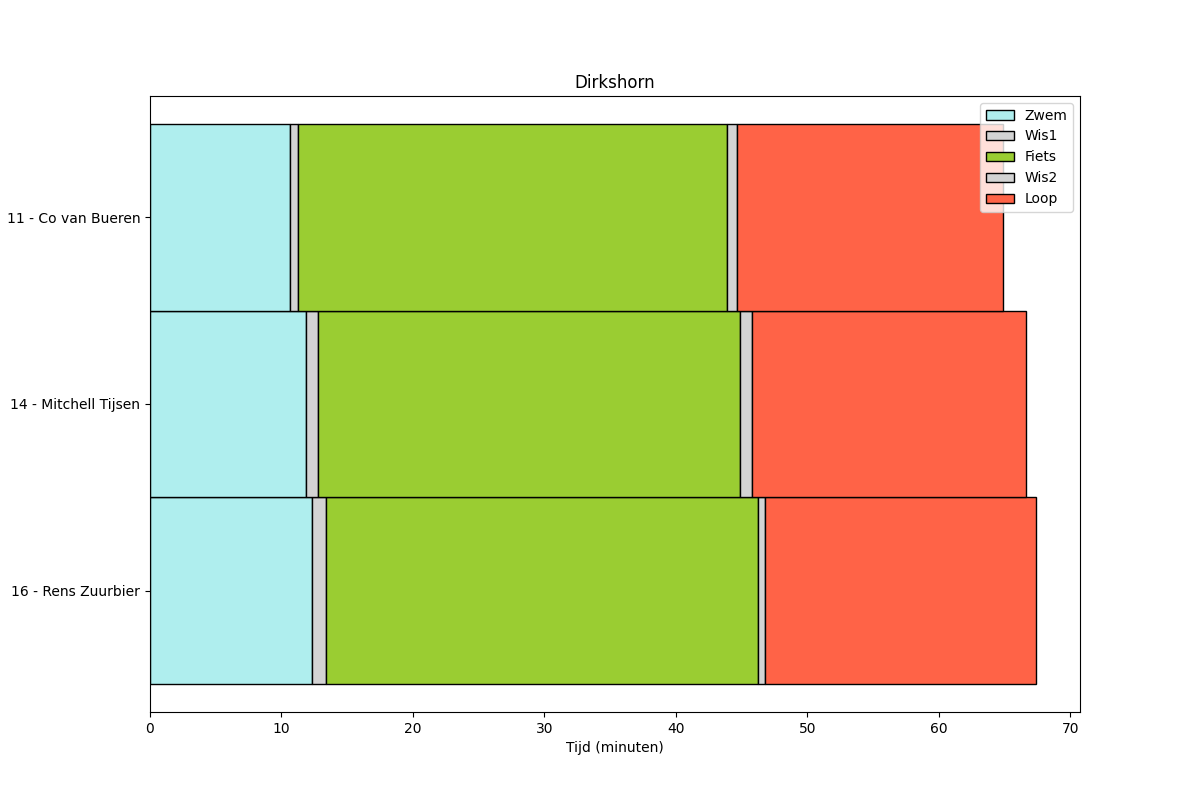 Dirkshorn
Zwem
Wis1
Fiets
Wis2
Loop
11 - Co van Bueren
14 - Mitchell Tijsen
16 - Rens Zuurbier
0 10 20 30 40 50 60 70
Tijd (minuten)